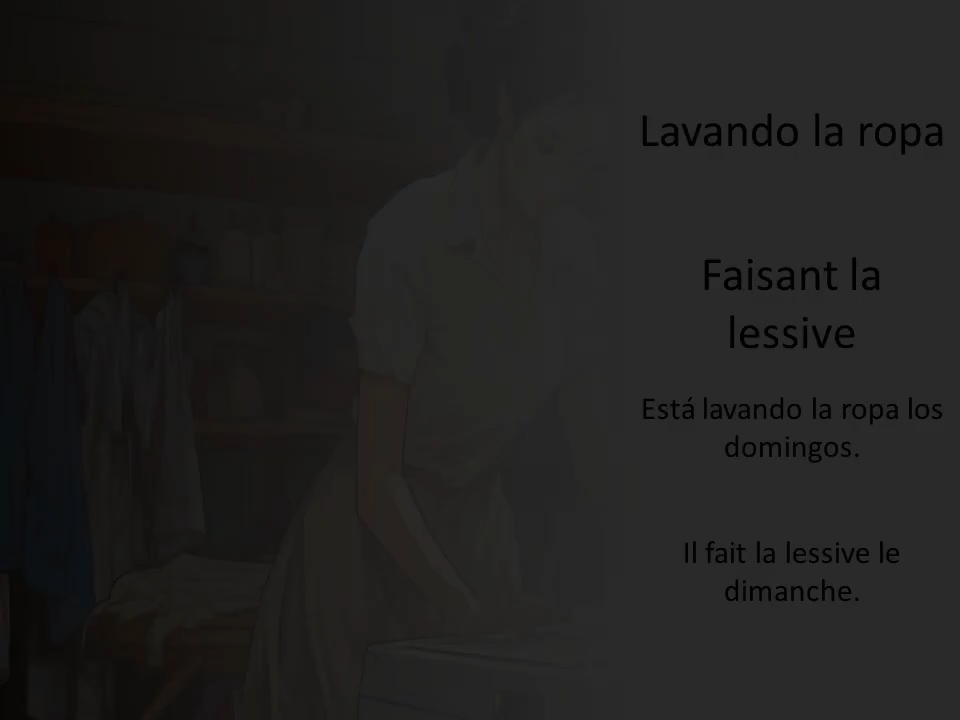 Lavando la ropa
Faisant la
lessive
Está lavando la ropa los
domingos.
Il fait la lessive le
dimanche.